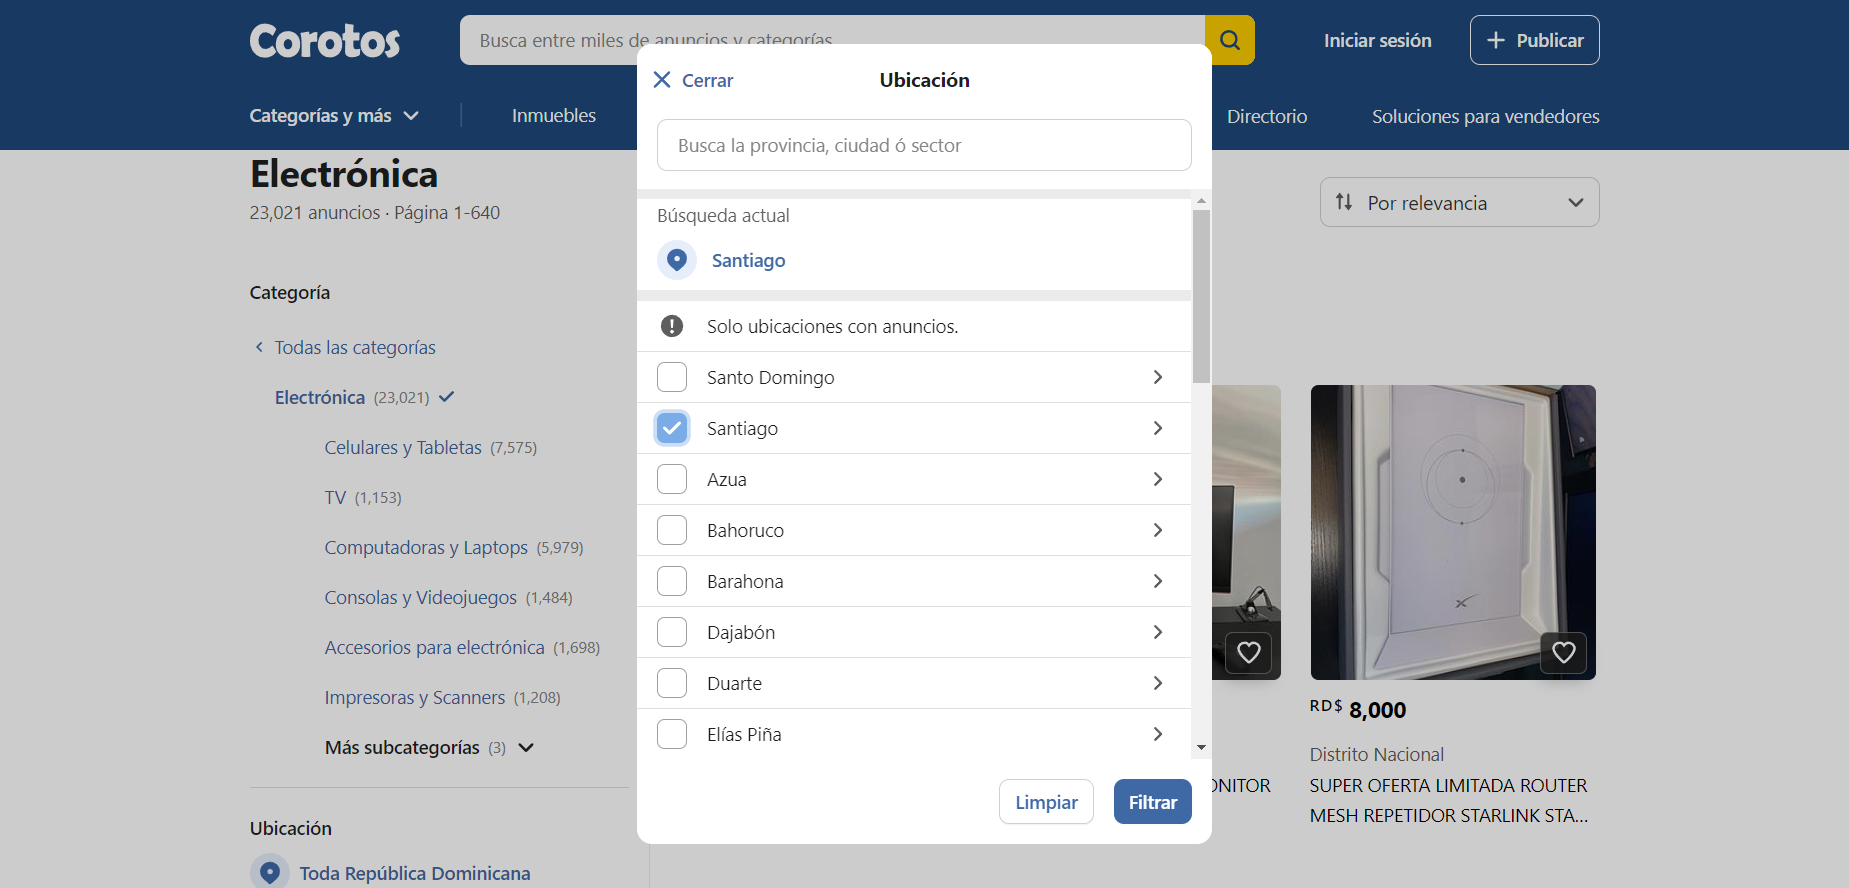 Corotos
Busca entre miles de anuncios y categorías
Iniciar sesión
Publicar
Categorías y más
Inmuebles
Directorio
Soluciones para vendedores
Cerrar
Ubicación
Busca la provincia, ciudad ó sector
Búsqueda actual
Santiago
Solo ubicaciones con anuncios.
Santo Domingo
Santiago
Azua
Bahoruco
Barahona
Dajabón
Duarte
Elías Piña
Limpiar
Filtrar
Electrónica
23,021 anuncios · Página 1-640
Por relevancia
Categoría
Todas las categorías
Electrónica (23,021)
Celulares y Tabletas (7,575)
TV (1,153)
Computadoras y Laptops (5,979)
Consolas y Videojuegos (1,484)
Accesorios para electrónica (1,698)
Impresoras y Scanners (1,208)
Más subcategorías (3)
Ubicación
Toda República Dominicana
RD$ 8,000
Distrito Nacional
SUPER OFERTA LIMITADA ROUTER
MESH REPETIDOR STARLINK STA...